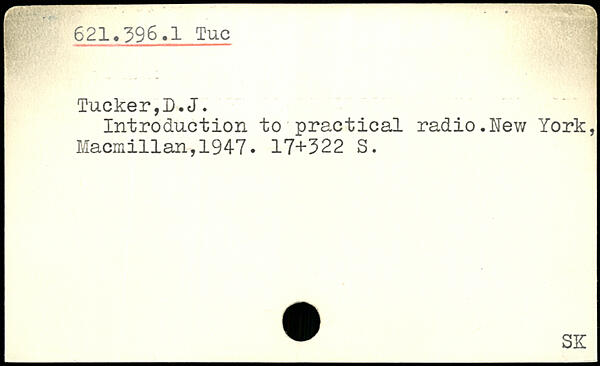 621.396.1 Tuc
Tucker,D.J.
Introduction to practical radio.New York,
Macmillan,1947. 17+322 S.
SK